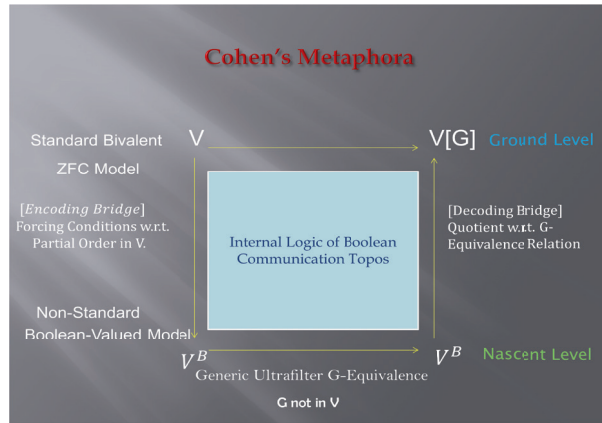 Cohen's Metaphora
Standard Bivalent V V[G] Ground Level
ZFC Model
[Encoding Bridge]
Forcing Conditions w.r.t.
Partial Order in V.
Internal Logic of Boolean
Communication Topos
[Decoding Bridge]
Quotient w.r.t. G-
Equivalence Relation
Non-Standard
Boolean-Valued Model
V^B V^B Nascent Level
Generic Ultrafilter G-Equivalence
G not in V